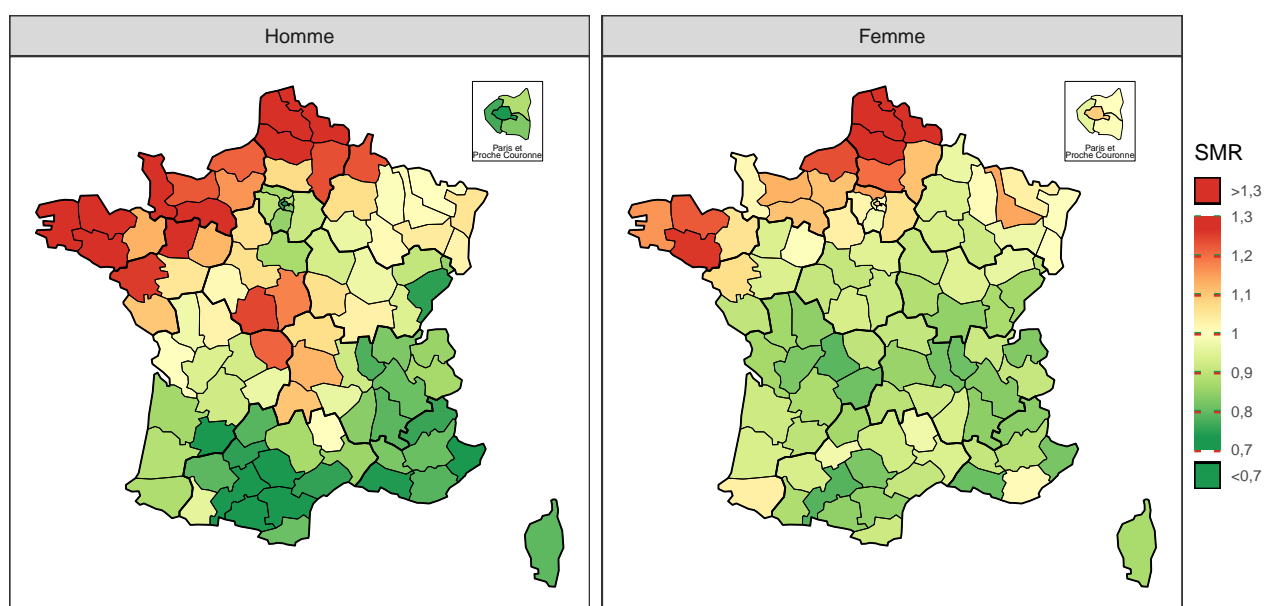 Homme
Femme
Paris et
Proche Couronne
Paris et
Proche Couronne
SMR
>1,3
1,3
1,2
1,1
1
0,9
0,8
0,7
<0,7